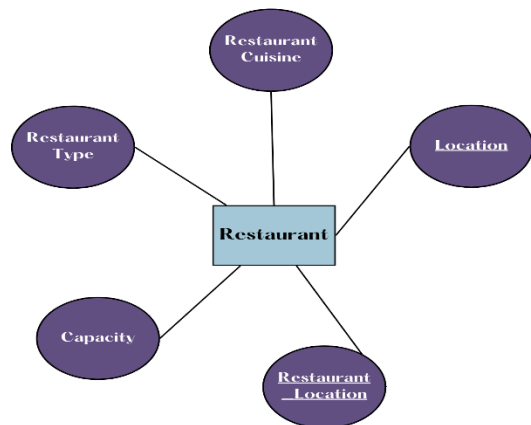 Restaurant
Cuisine
Restaurant
Type
Location
Restaurant
Capacity
Restaurant
_ Location